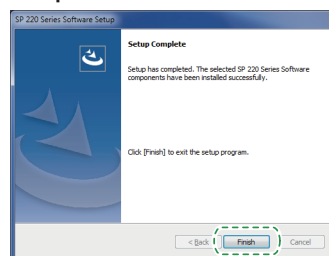 SP 220 Series Software Setup
Setup Complete
Setup has completed. The selected SP 220 Series Software
components have been installed successfully.
Click [Finish] to exit the setup program.
< Back
Finish
Cancel